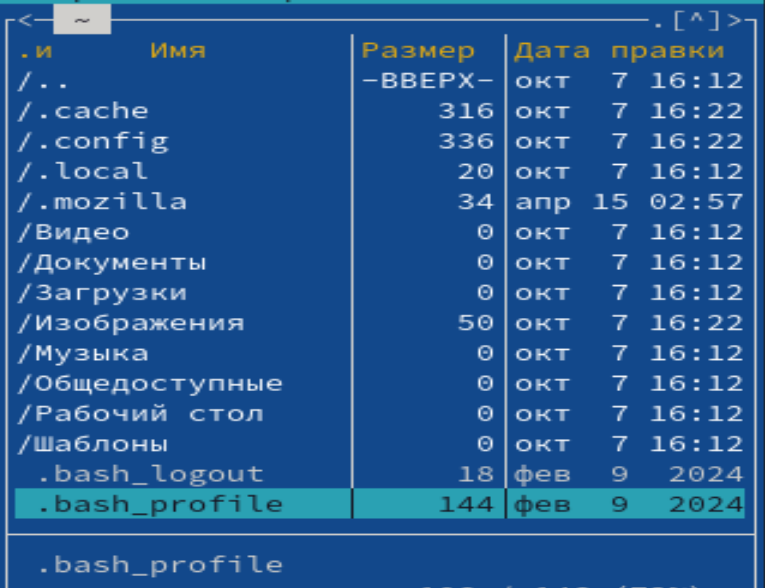 <─ ~ ─.[^]>
.и Имя Размер Дата правки
/.. -ВВЕРХ- окт 7 16:12
/.cache 316 окт 7 16:22
/.config 336 окт 7 16:22
/.local 20 окт 7 16:12
/.mozilla 34 апр 15 02:57
/Видео 0 окт 7 16:12
/Документы 0 окт 7 16:12
/Загрузки 0 окт 7 16:12
/Изображения 50 окт 7 16:22
/Музыка 0 окт 7 16:12
/Общедоступные 0 окт 7 16:12
/Рабочий стол 0 окт 7 16:12
/Шаблоны 0 окт 7 16:12
.bash_logout 18 фев 9 2024
.bash_profile 144 фев 9 2024
.bash_profile